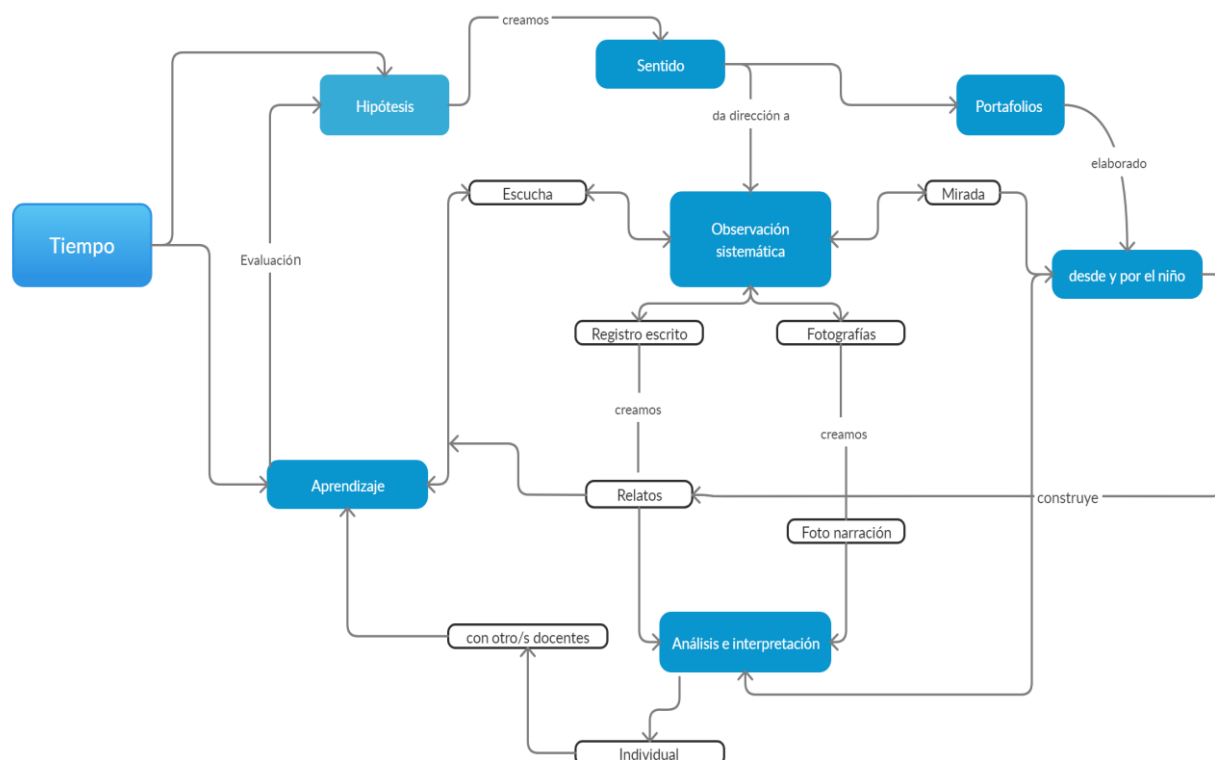 creamos
Sentido
Hipótesis
Portafolios
da dirección a
elaborado
Escucha
Mirada
Tiempo
Observación
sistemática
Evaluación
desde y por el niño
Registro escrito
Fotografías
creamos
creamos
Aprendizaje
Relatos
construye
Foto narración
con otro/s docentes
Análisis e interpretación
Individual